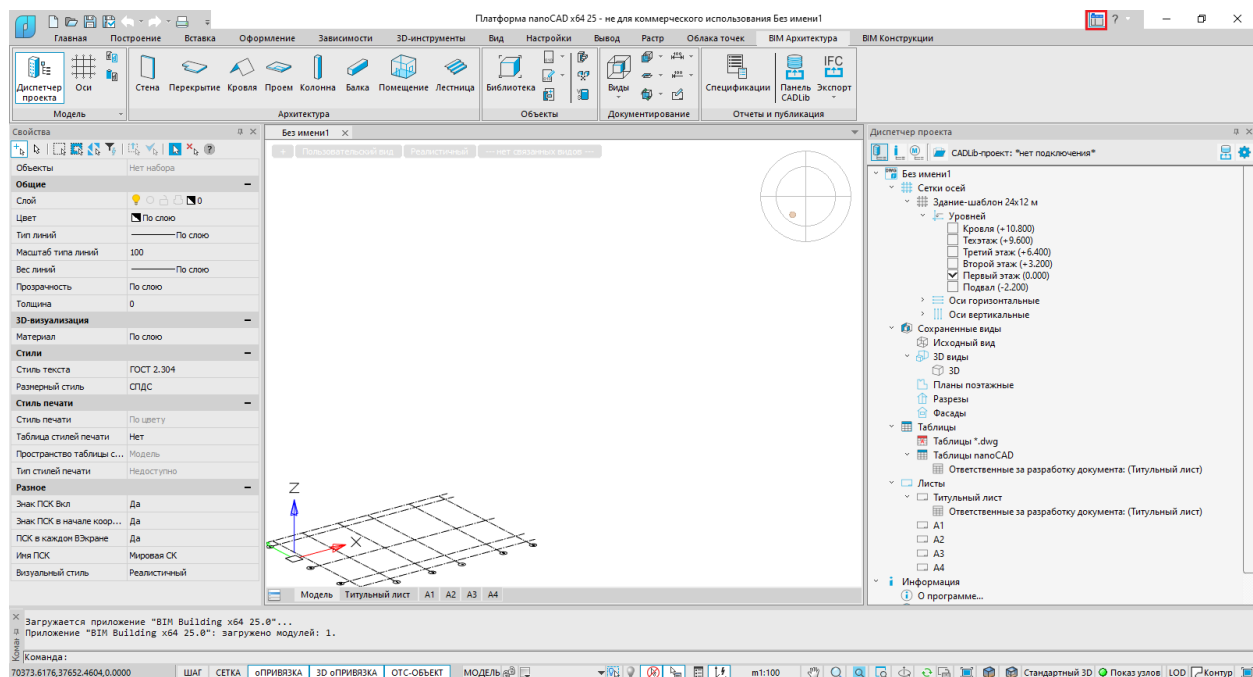 Платформа nanoCAD x64 25 - не для коммерческого использования Без имени1
?
Главная Построение Вставка Оформление Зависимости 3D-инструменты Вид Настройки Вывод Растр Облака точек BIM Архитектура BIM Конструкции
Диспетчер проекта Оси
Стена Перекрытие Кровля Проем Колонна Балка Помещение Лестница
Библиотека
Виды
Спецификации Панель CADLib IFC Экспорт
Модель Архитектура Объекты Документирование Отчеты и публикация
Свойства
Объекты Нет набора
Общие
Слой 0
Цвет По слою
Тип линий По слою
Масштаб типа линий 100
Вес линий По слою
Прозрачность По слою
Толщина 0
3D-визуализация
Материал По слою
Стили
Стиль текста ГОСТ 2.304
Размерный стиль СПДС
Стиль печати
Стиль печати По цвету
Таблица стилей печати Нет
Пространство таблицы с... Модель
Тип стилей печати Недоступно
Разное
Знак ПСК Вкл Да
Знак ПСК в начале коор... Да
ПСК в каждом ВЭкране Да
Имя ПСК Мировая СК
Визуальный стиль Реалистичный
Без имени1
+ Пользовательский вид Реалистичный ---нет связанных видов ---
Z
X
Модель Титульный лист A1 A2 A3 A4
Диспетчер проекта
CADLib-проект: *нет подключения*
Без имени1
Сетки осей
Здание-шаблон 24x12 м
Уровней
Кровля (+10.800)
Техэтаж (+9.600)
Третий этаж (+6.400)
Второй этаж (+3.200)
Первый этаж (0.000)
Подвал (-2.200)
Оси горизонтальные
Оси вертикальные
Сохраненные виды
Исходный вид
3D виды
3D
Планы поэтажные
Разрезы
Фасады
Таблицы
Таблицы *.dwg
Таблицы nanoCAD
Ответственные за разработку документа: (Титульный лист)
Листы
Титульный лист
Ответственные за разработку документа: (Титульный лист)
A1
A2
A3
A4
Информация
О программе...
Загружается приложение "BIM Building x64 25.0"...
Приложение "BIM Building x64 25.0": загружено модулей: 1.
Команда:
70373.6176,37652.4604,0.0000 ШАГ СЕТКА оПРИВЯЗКА 3D оПРИВЯЗКА ОТС-ОБЪЕКТ МОДЕЛЬ m1:100 Стандартный 3D Показ узлов LOD Контур